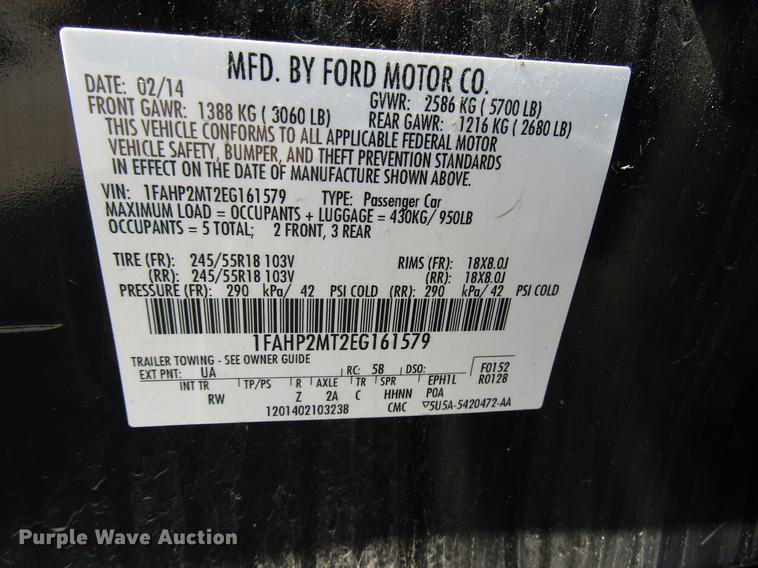 MFD. BY FORD MOTOR CO.
DATE: 02/14 GVWR: 2586 KG ( 5700 LB)
FRONT GAWR: 1388 KG ( 3060 LB) REAR GAWR: 1216 KG ( 2680 LB)
THIS VEHICLE CONFORMS TO ALL APPLICABLE FEDERAL MOTOR
VEHICLE SAFETY, BUMPER, AND THEFT PREVENTION STANDARDS
IN EFFECT ON THE DATE OF MANUFACTURE SHOWN ABOVE.
VIN: 1FAHP2MT2EG161579 TYPE: Passenger Car
MAXIMUM LOAD = OCCUPANTS + LUGGAGE = 430KG/ 950LB
OCCUPANTS = 5 TOTAL; 2 FRONT, 3 REAR
TIRE (FR): 245/55R18 103V RIMS (FR): 18X8.0J
(RR): 245/55R18 103V (RR): 18X8.0J
PRESSURE (FR): 290 kPa/ 42 PSI COLD (RR): 290 kPa/ 42 PSI COLD
1FAHP2MT2EG161579
TRAILER TOWING - SEE OWNER GUIDE
EXT PNT: UA RC: 58 DSO: F0152
INT TR TP/PS R AXLE TR SPR EPH1L R0128
RW Z 2A C HHNN P0A
1201402103238 CMC ▽5U5A-5420472-AA
Purple Wave Auction